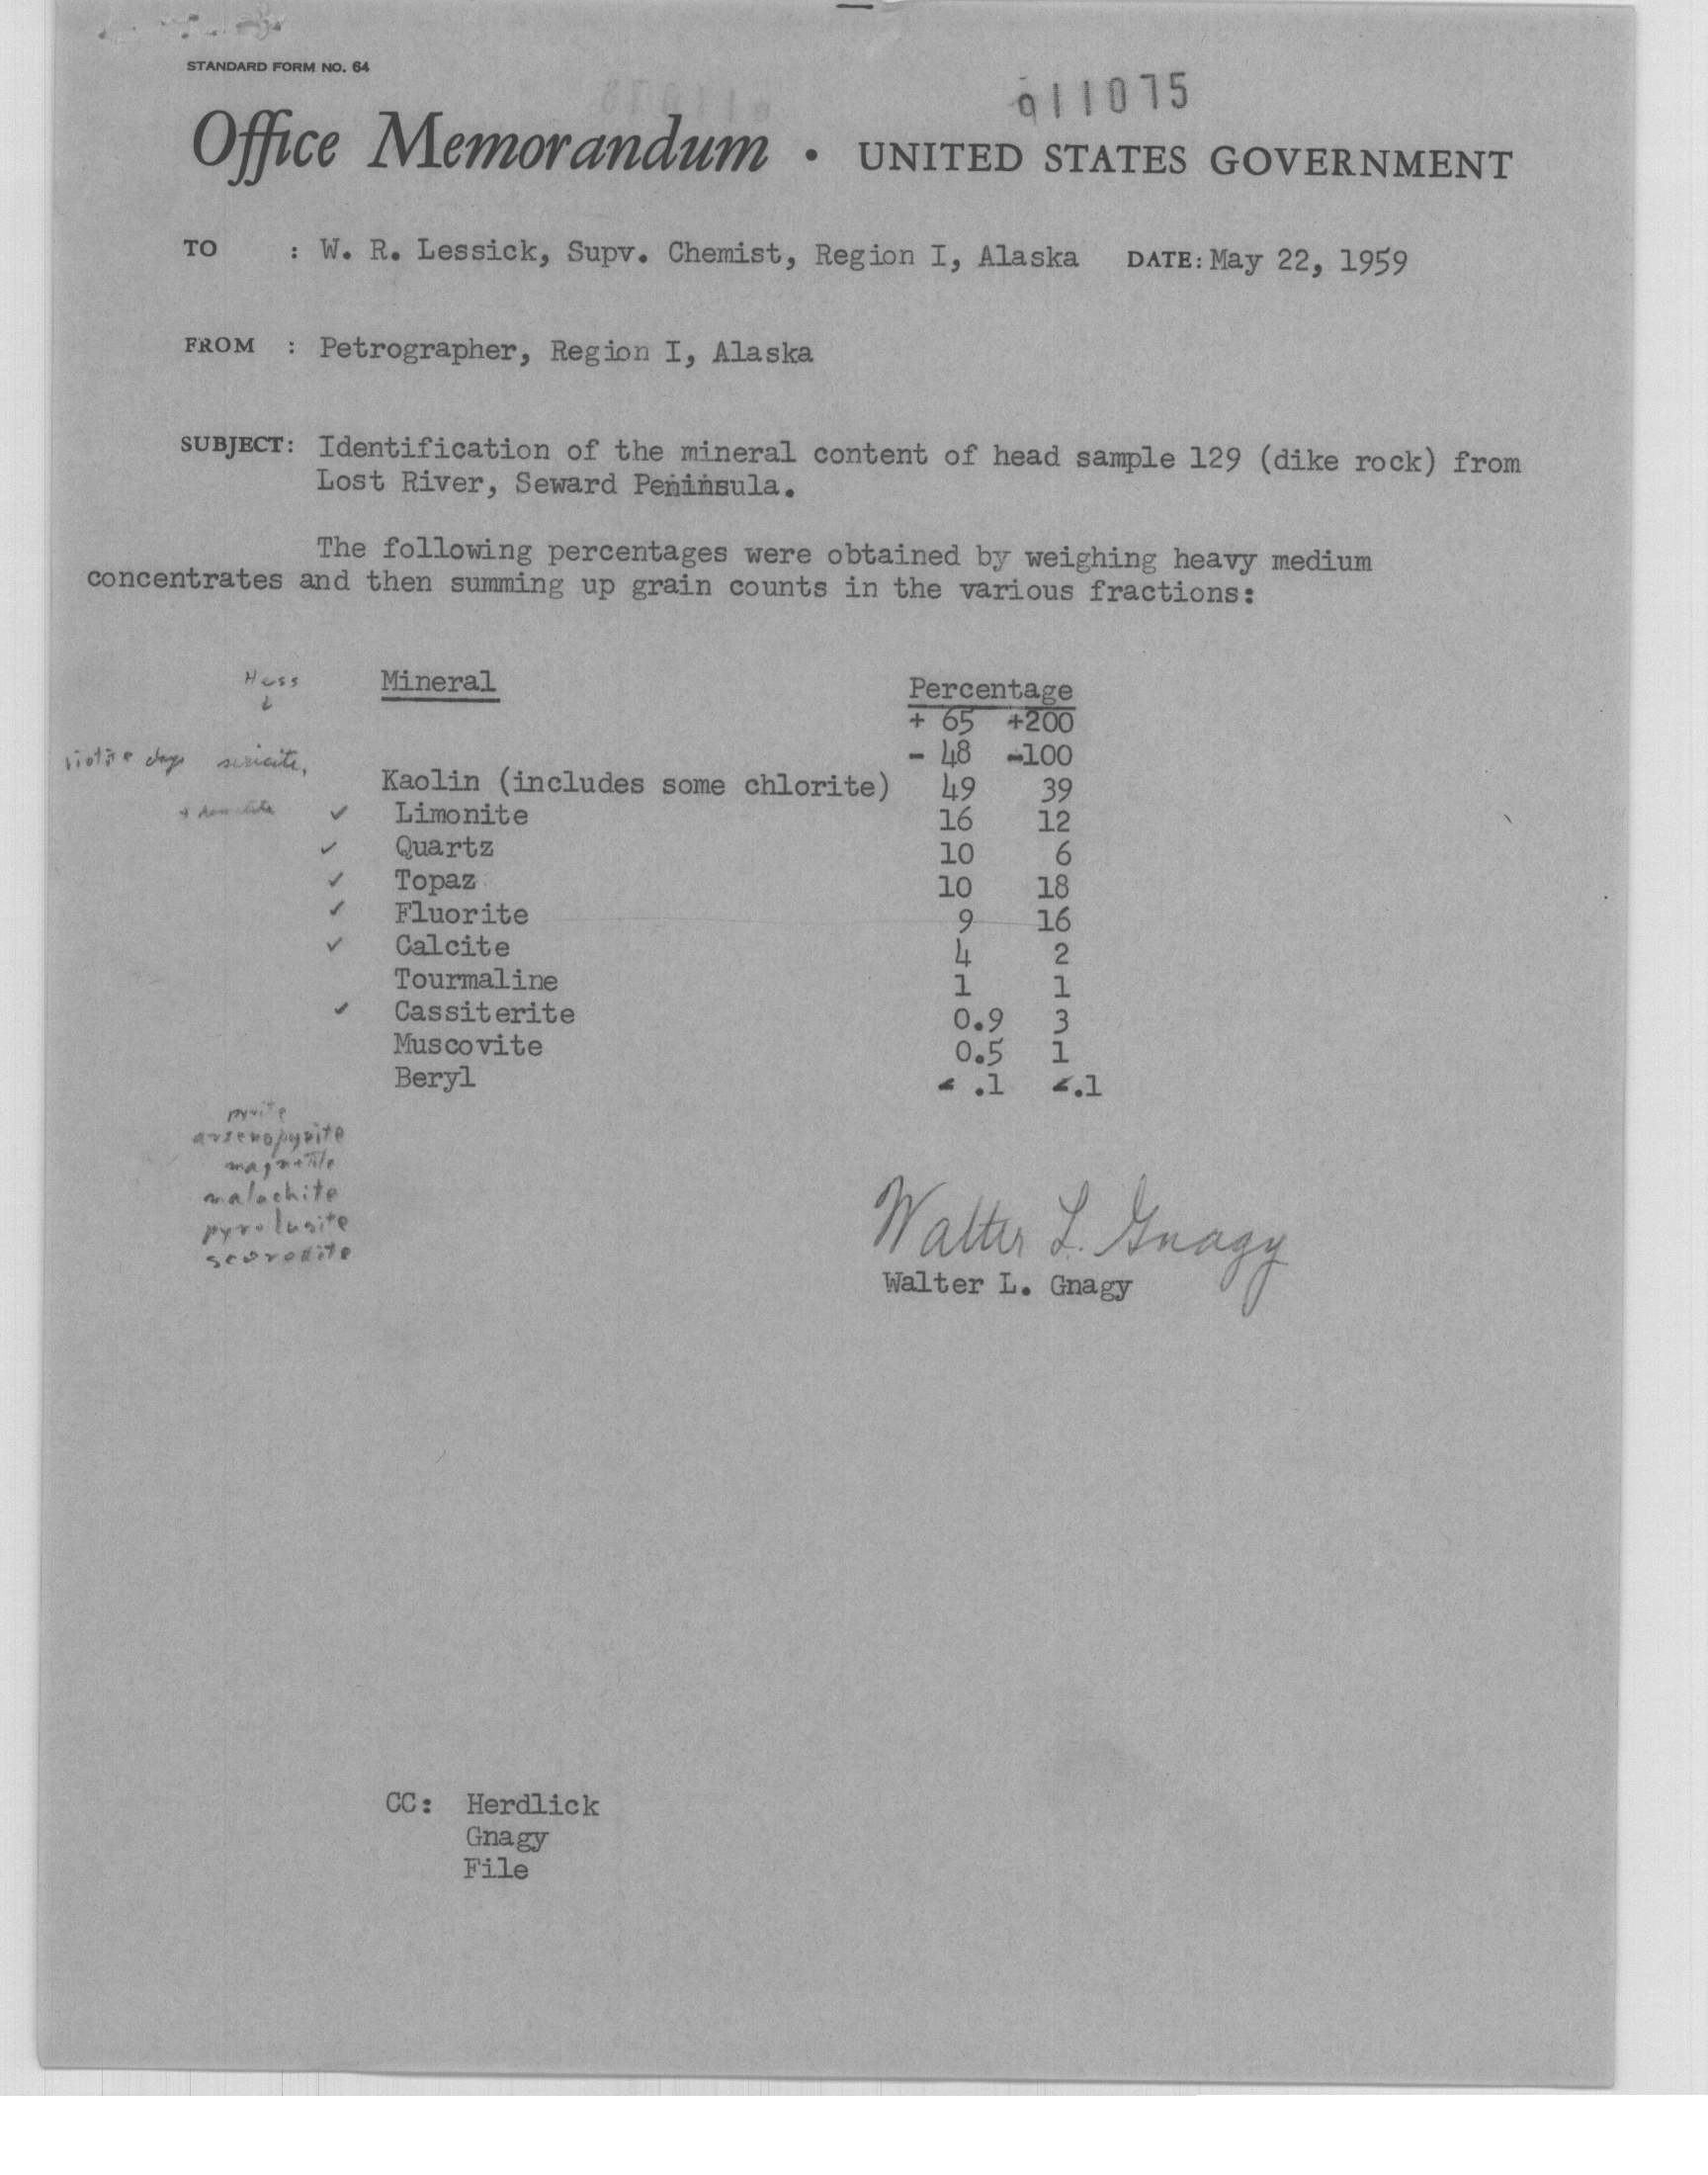 STANDARD FORM NO. 64
011075
Office Memorandum • UNITED STATES GOVERNMENT
TO : W. R. Lessick, Supv. Chemist, Region I, Alaska DATE: May 22, 1959
FROM : Petrographer, Region I, Alaska
SUBJECT: Identification of the mineral content of head sample 129 (dike rock) from
Lost River, Seward Peninsula.
The following percentages were obtained by weighing heavy medium
concentrates and then summing up grain counts in the various fractions:
Hess
↓
Mineral Percentage
+ 65 +200
- 48 -100
sericite,
Kaolin (includes some chlorite) 49 39
✓ Limonite 16 12
✓ Quartz 10 6
✓ Topaz 10 18
✓ Fluorite 9 16
✓ Calcite 4 2
Tourmaline 1 1
✓ Cassiterite 0.9 3
Muscovite 0.5 1
Beryl < .1 <.1
pyrite
arsenopyrite
magnetite
malachite
pyrolusite
scorodite
Walter L. Gnagy
Walter L. Gnagy
CC: Herdlick
Gnagy
File